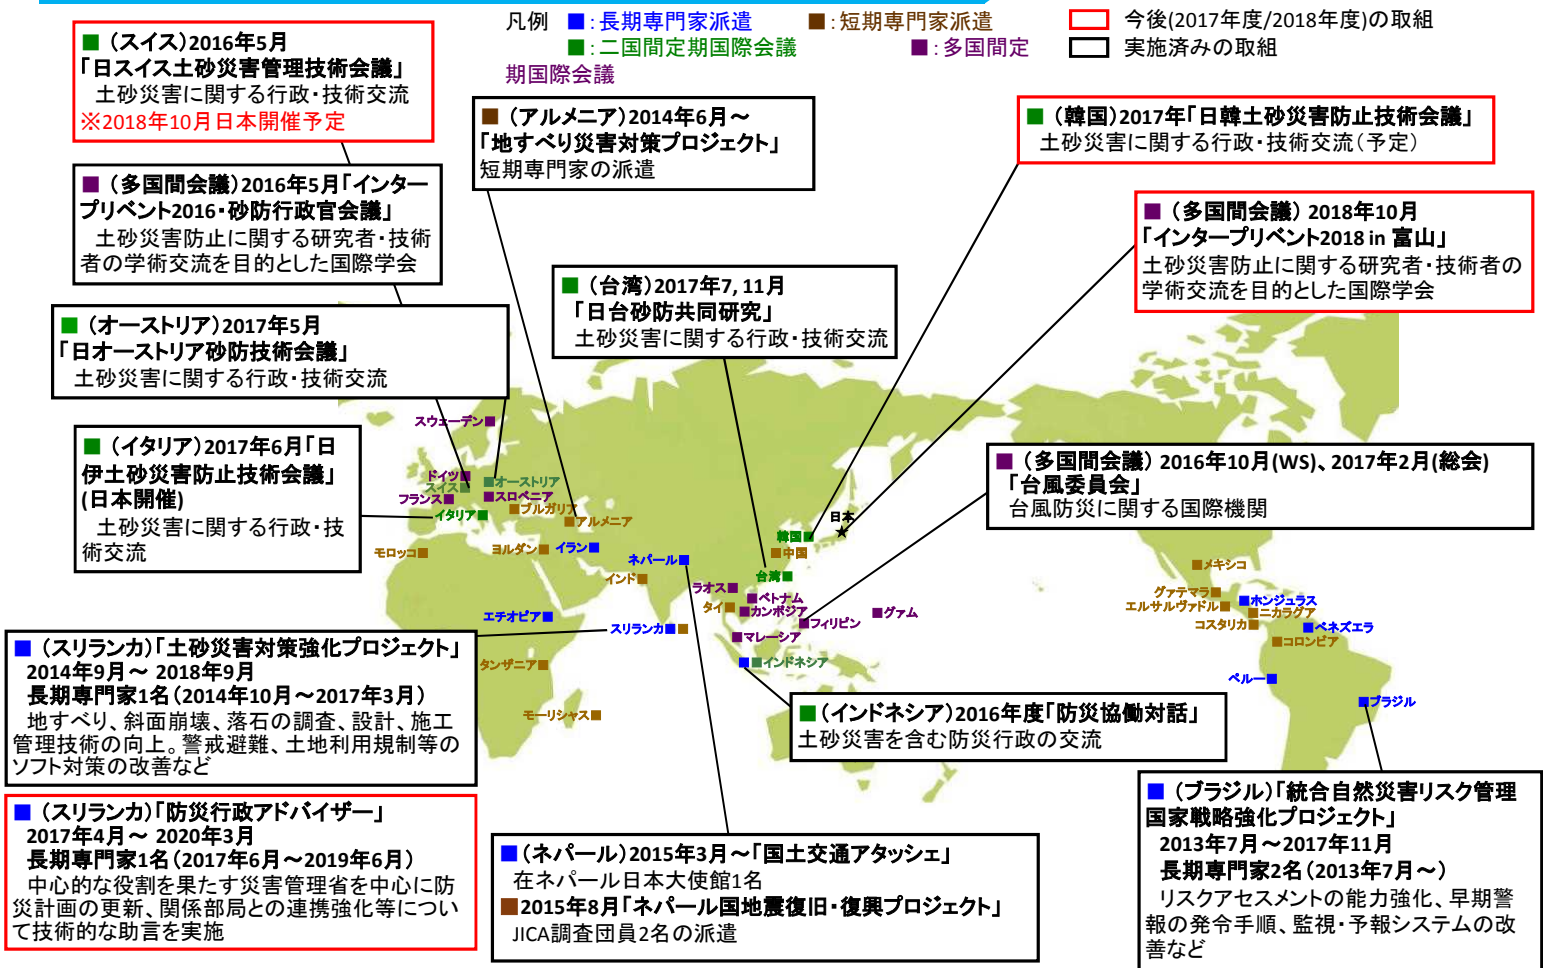 凡例 ■:長期専門家派遣 ■:短期専門家派遣
■:二国間定期国際会議 ■:多国間定
期国際会議
今後(2017年度/2018年度)の取組
実施済みの取組
■（スイス）2016年5月
「日スイス土砂災害管理技術会議」
土砂災害に関する行政・技術交流
※2018年10月日本開催予定
■（多国間会議）2016年5月「インター
プリベント2016・砂防行政官会議」
土砂災害防止に関する研究者・技術
者の学術交流を目的とした国際学会
■（オーストリア）2017年5月
「日オーストリア砂防技術会議」
土砂災害に関する行政・技術交流
■（イタリア）2017年6月「日
伊土砂災害防止技術会議」
(日本開催)
土砂災害に関する行政・技
術交流
■（アルメニア）2014年6月～
「地すべり災害対策プロジェクト」
短期専門家の派遣
■（台湾）2017年7,11月
「日台砂防共同研究」
土砂災害に関する行政・技術交流
■（韓国）2017年「日韓土砂災害防止技術会議」
土砂災害に関する行政・技術交流（予定）
■（多国間会議） 2018年10月
「インタープリベント2018 in 富山」
土砂災害防止に関する研究者・技術者の
学術交流を目的とした国際学会
■（多国間会議） 2016年10月(WS)、2017年2月(総会)
「台風委員会」
台風防災に関する国際機関
スウェーデン■
ドイツ■
スイス■
■オーストリア
フランス■
■スロベニア
イタリア■
■ブルガリア
■アルメニア
モロッコ■
ヨルダン■
イラン■
ネパール■
インド■
エチオピア■
スリランカ■■
タンザニア■
モーリシャス■
日本
★
韓国■
■中国
台湾■
ラオス■
■ベトナム
タイ■
■カンボジア
■フィリピン
■グァム
■マレーシア
■■インドネシア
■メキシコ
グァテマラ■
■ホンジュラス
エルサルヴァドル■
■ニカラグア
コスタリカ■
■ベネズエラ
■コロンビア
ペルー■
■ブラジル
■（スリランカ）「土砂災害対策強化プロジェクト」
2014年9月～ 2018年9月
長期専門家1名（2014年10月～2017年3月）
地すべり、斜面崩壊、落石の調査、設計、施工
管理技術の向上。警戒避難、土地利用規制等の
ソフト対策の改善など
■（スリランカ）「防災行政アドバイザー」
2017年4月～ 2020年3月
長期専門家1名（2017年6月～2019年6月）
中心的な役割を果たす災害管理省を中心に防
災計画の更新、関係部局との連携強化等につい
て技術的な助言を実施
■（インドネシア）2016年度「防災協働対話」
土砂災害を含む防災行政の交流
■（ネパール）2015年3月～「国土交通アタッシェ」
在ネパール日本大使館1名
■2015年8月「ネパール国地震復旧・復興プロジェクト」
JICA調査団員2名の派遣
■（ブラジル）「統合自然災害リスク管理
国家戦略強化プロジェクト」
2013年7月～2017年11月
長期専門家2名（2013年7月～）
リスクアセスメントの能力強化、早期警
報の発令手順、監視・予報システムの改
善など